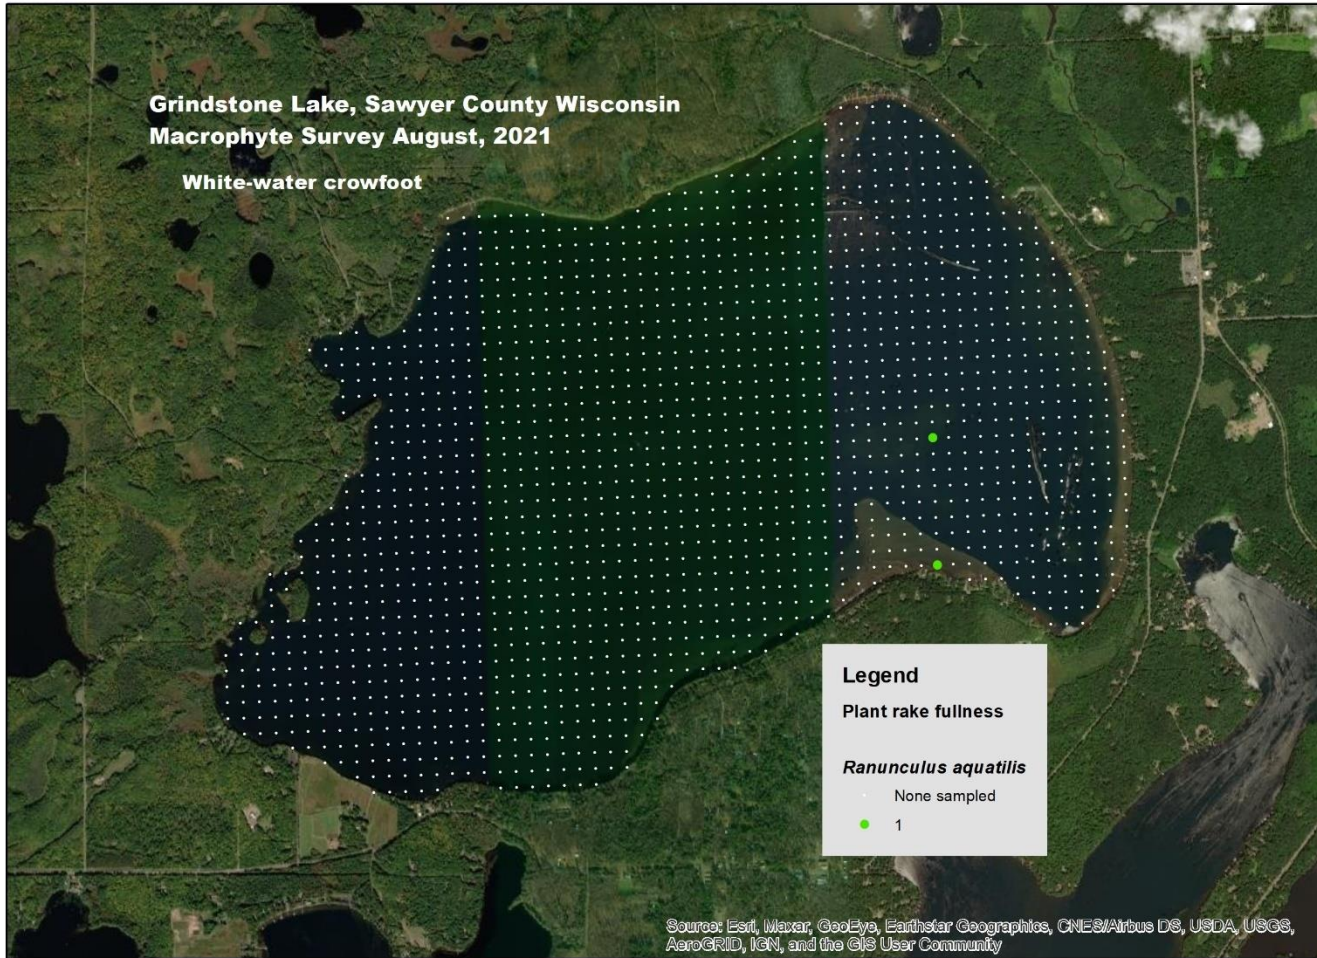 Grindstone Lake, Sawyer County Wisconsin
Macrophyte Survey August, 2021
White-water crowfoot
Legend
Plant rake fullness
Ranunculus aquatilis
None sampled
1
Source: Esri, Maxar, GeoEye, Earthstar Geographics, CNES/Airbus DS, USDA, USGS,
AeroGRID, IGN, and the GIS User Community